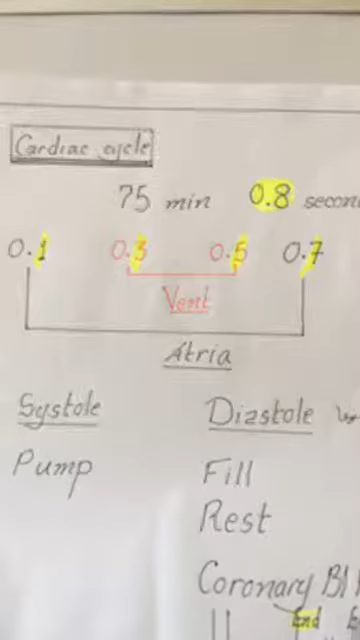 Cardiac cycle
75 min 0.8
0.1 0.3 0.5 0.7
Vent
Atria
Systole Diastole
Pump Fill
Rest
Coronary Bl
End